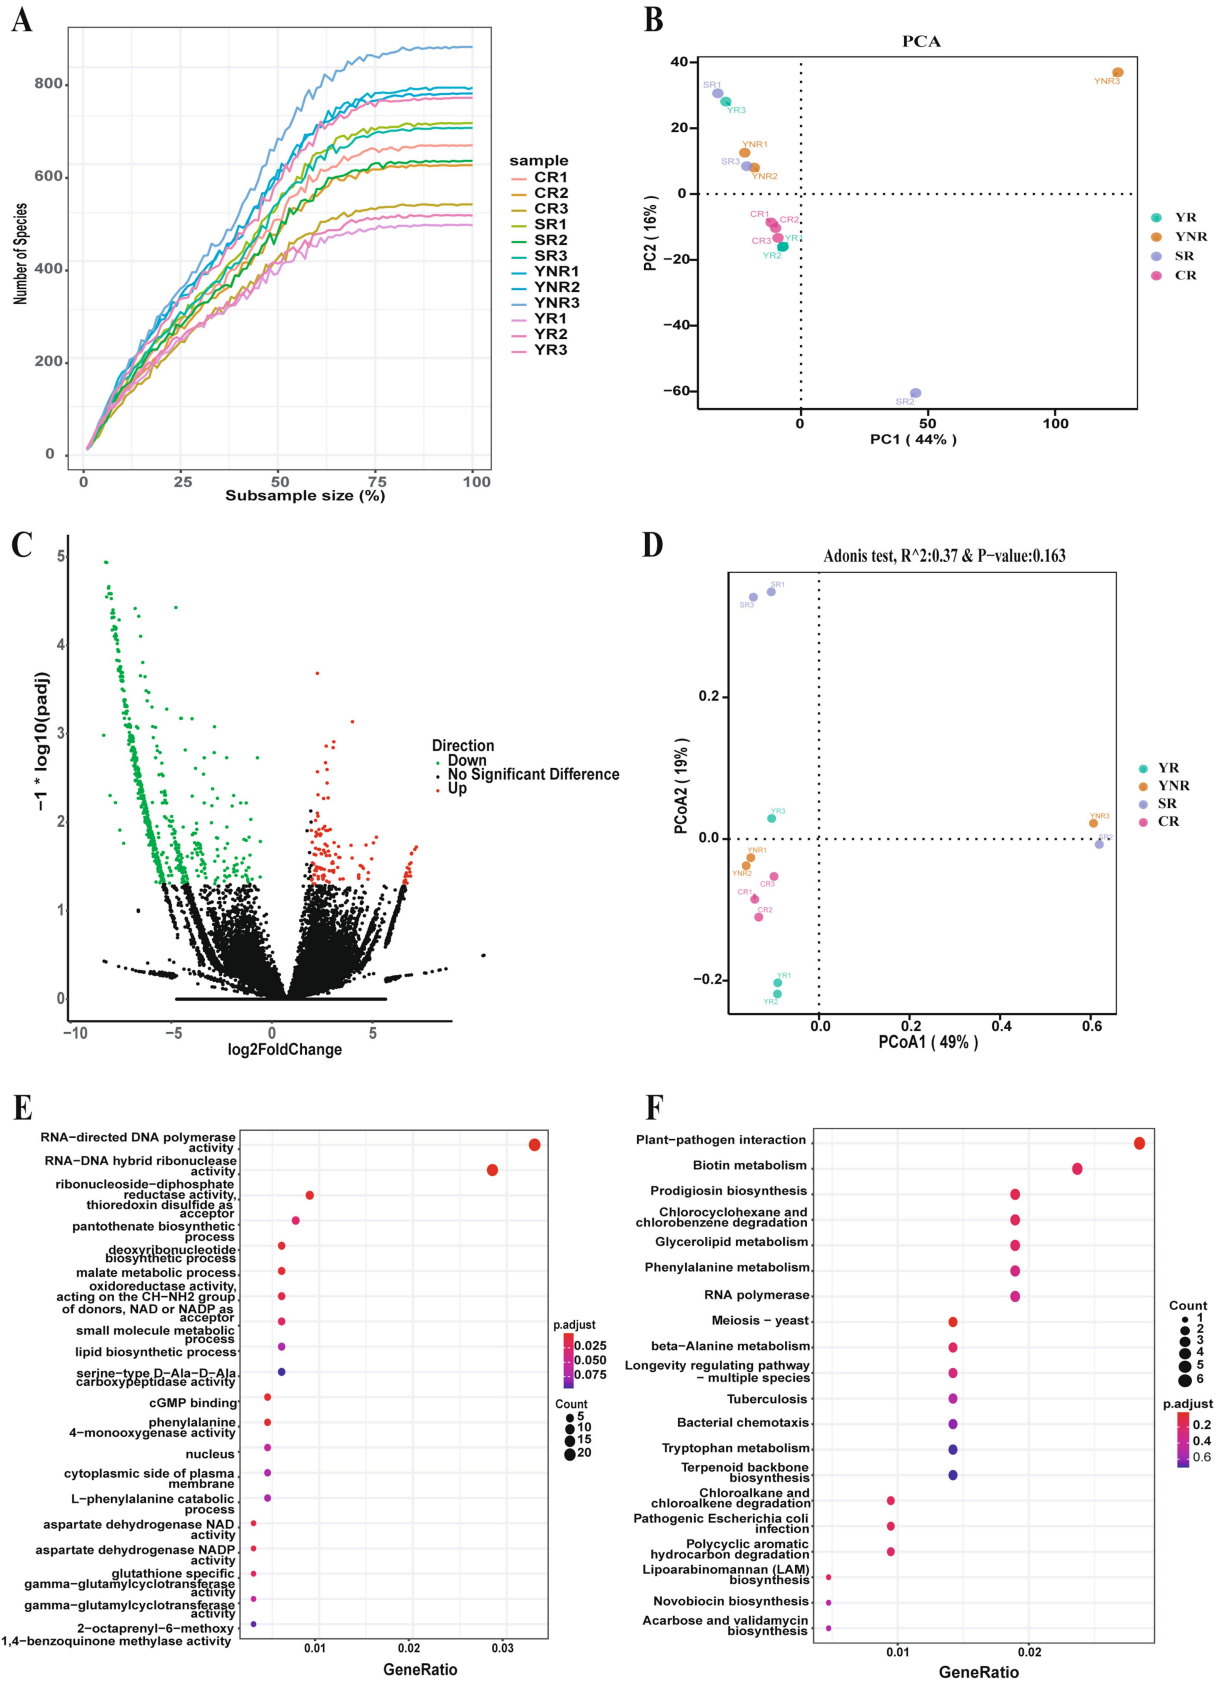 A
Number of Species
800
600
400
200
0
0
25
50
75
100
Subsample size (%)
sample
CR1
CR2
CR3
SR1
SR2
SR3
YNR1
YNR2
YNR3
YR1
YR2
YR3
B
PCA
PC2 ( 16% )
40
20
0
−20
−40
−60
0
50
100
PC1 ( 44% )
SR1
YR3
YNR3
YNR1
SR3
YNR2
CR1
CR2
CR3
YR1
YR2
SR2
YR
YNR
SR
CR
C
−1 * log10(padj)
5
4
3
2
1
0
−10
−5
0
5
log2FoldChange
Direction
Down
No Significant Difference
Up
D
Adonis test, R^2:0.37 & P−value:0.163
PCoA2 ( 19% )
0.2
0.0
−0.2
0.0
0.2
0.4
0.6
PCoA1 ( 49% )
SR1
SR3
YR3
YNR3
SR2
YNR1
YNR2
CR3
CR1
CR2
YR1
YR2
YR
YNR
SR
CR
E
RNA−directed DNA polymerase
activity
RNA−DNA hybrid ribonuclease
activity
ribonucleoside−diphosphate
reductase activity,
thioredoxin disulfide as
acceptor
pantothenate biosynthetic
process
deoxyribonucleotide
biosynthetic process
malate metabolic process
oxidoreductase activity,
acting on the CH−NH2 group
of donors, NAD or NADP as
acceptor
small molecule metabolic
process
lipid biosynthetic process
serine−type D−Ala−D−Ala
carboxypeptidase activity
cGMP binding
phenylalanine
4−monooxygenase activity
nucleus
cytoplasmic side of plasma
membrane
L−phenylalanine catabolic
process
aspartate dehydrogenase NAD
activity
aspartate dehydrogenase NADP
activity
glutathione specific
gamma−glutamylcyclotransferase
activity
gamma−glutamylcyclotransferase
activity
2−octaprenyl−6−methoxy
1,4−benzoquinone methylase activity
0.01
0.02
0.03
GeneRatio
p.adjust
0.025
0.050
0.075
Count
5
10
15
20
F
Plant−pathogen interaction
Biotin metabolism
Prodigiosin biosynthesis
Chlorocyclohexane and
chlorobenzene degradation
Glycerolipid metabolism
Phenylalanine metabolism
RNA polymerase
Meiosis − yeast
beta−Alanine metabolism
Longevity regulating pathway
− multiple species
Tuberculosis
Bacterial chemotaxis
Tryptophan metabolism
Terpenoid backbone
biosynthesis
Chloroalkane and
chloroalkene degradation
Pathogenic Escherichia coli
infection
Polycyclic aromatic
hydrocarbon degradation
Lipoarabinomannan (LAM)
biosynthesis
Novobiocin biosynthesis
Acarbose and validamycin
biosynthesis
0.01
0.02
GeneRatio
Count
1
2
3
4
5
6
p.adjust
0.2
0.4
0.6